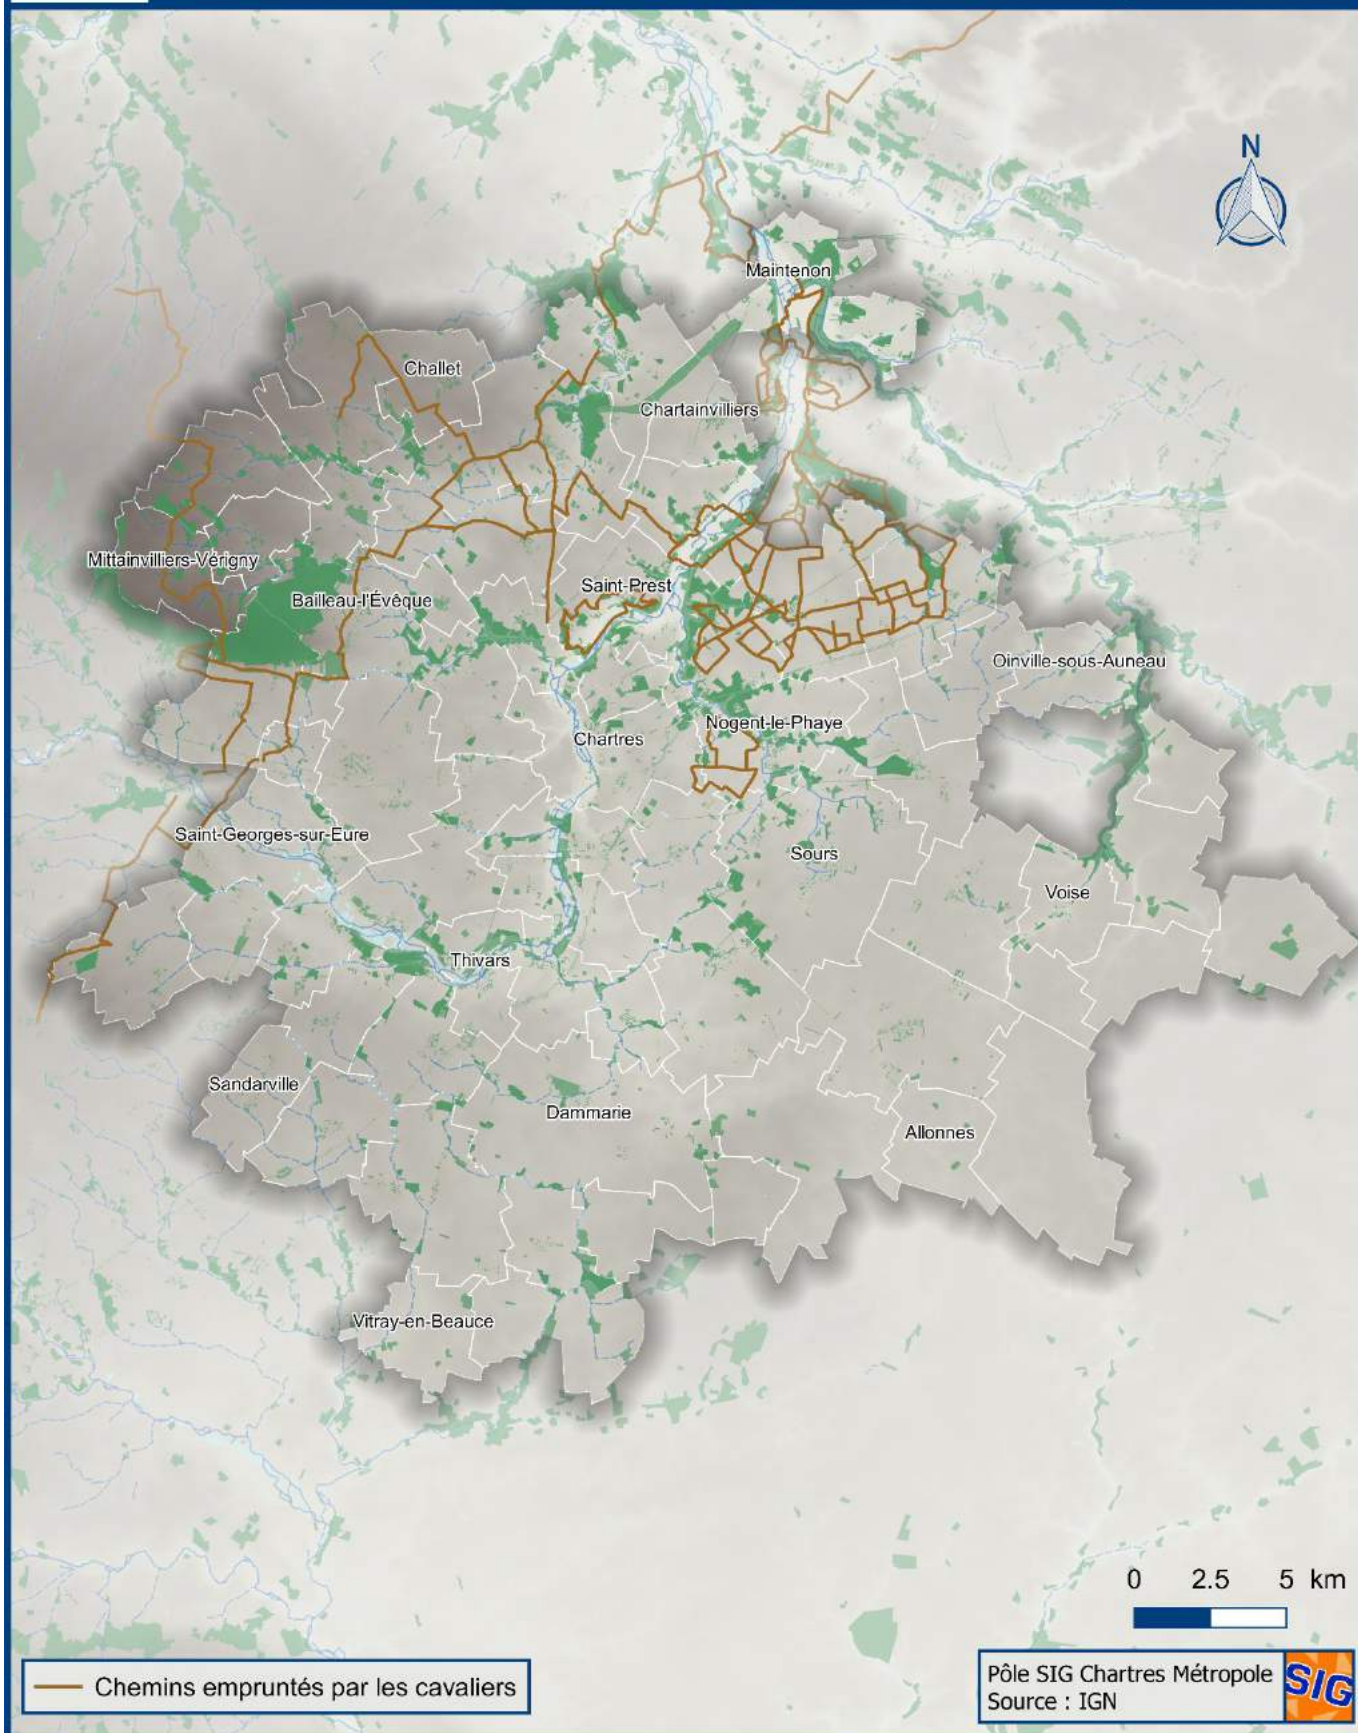 N
Maintenon
Challet
Chartainvilliers
Mittainvilliers-Vérigny
Saint-Prest
Bailleau-l'Évêque
Oinville-sous-Auneau
Nogent-le-Phaye
Chartres
Saint-Georges-sur-Eure
Sours
Voise
Thivars
Sandarville
Dammarie
Allonnes
Vitray-en-Beauce
0 2.5 5 km
Chemins empruntés par les cavaliers
Pôle SIG Chartres Métropole
Source : IGN
SIG